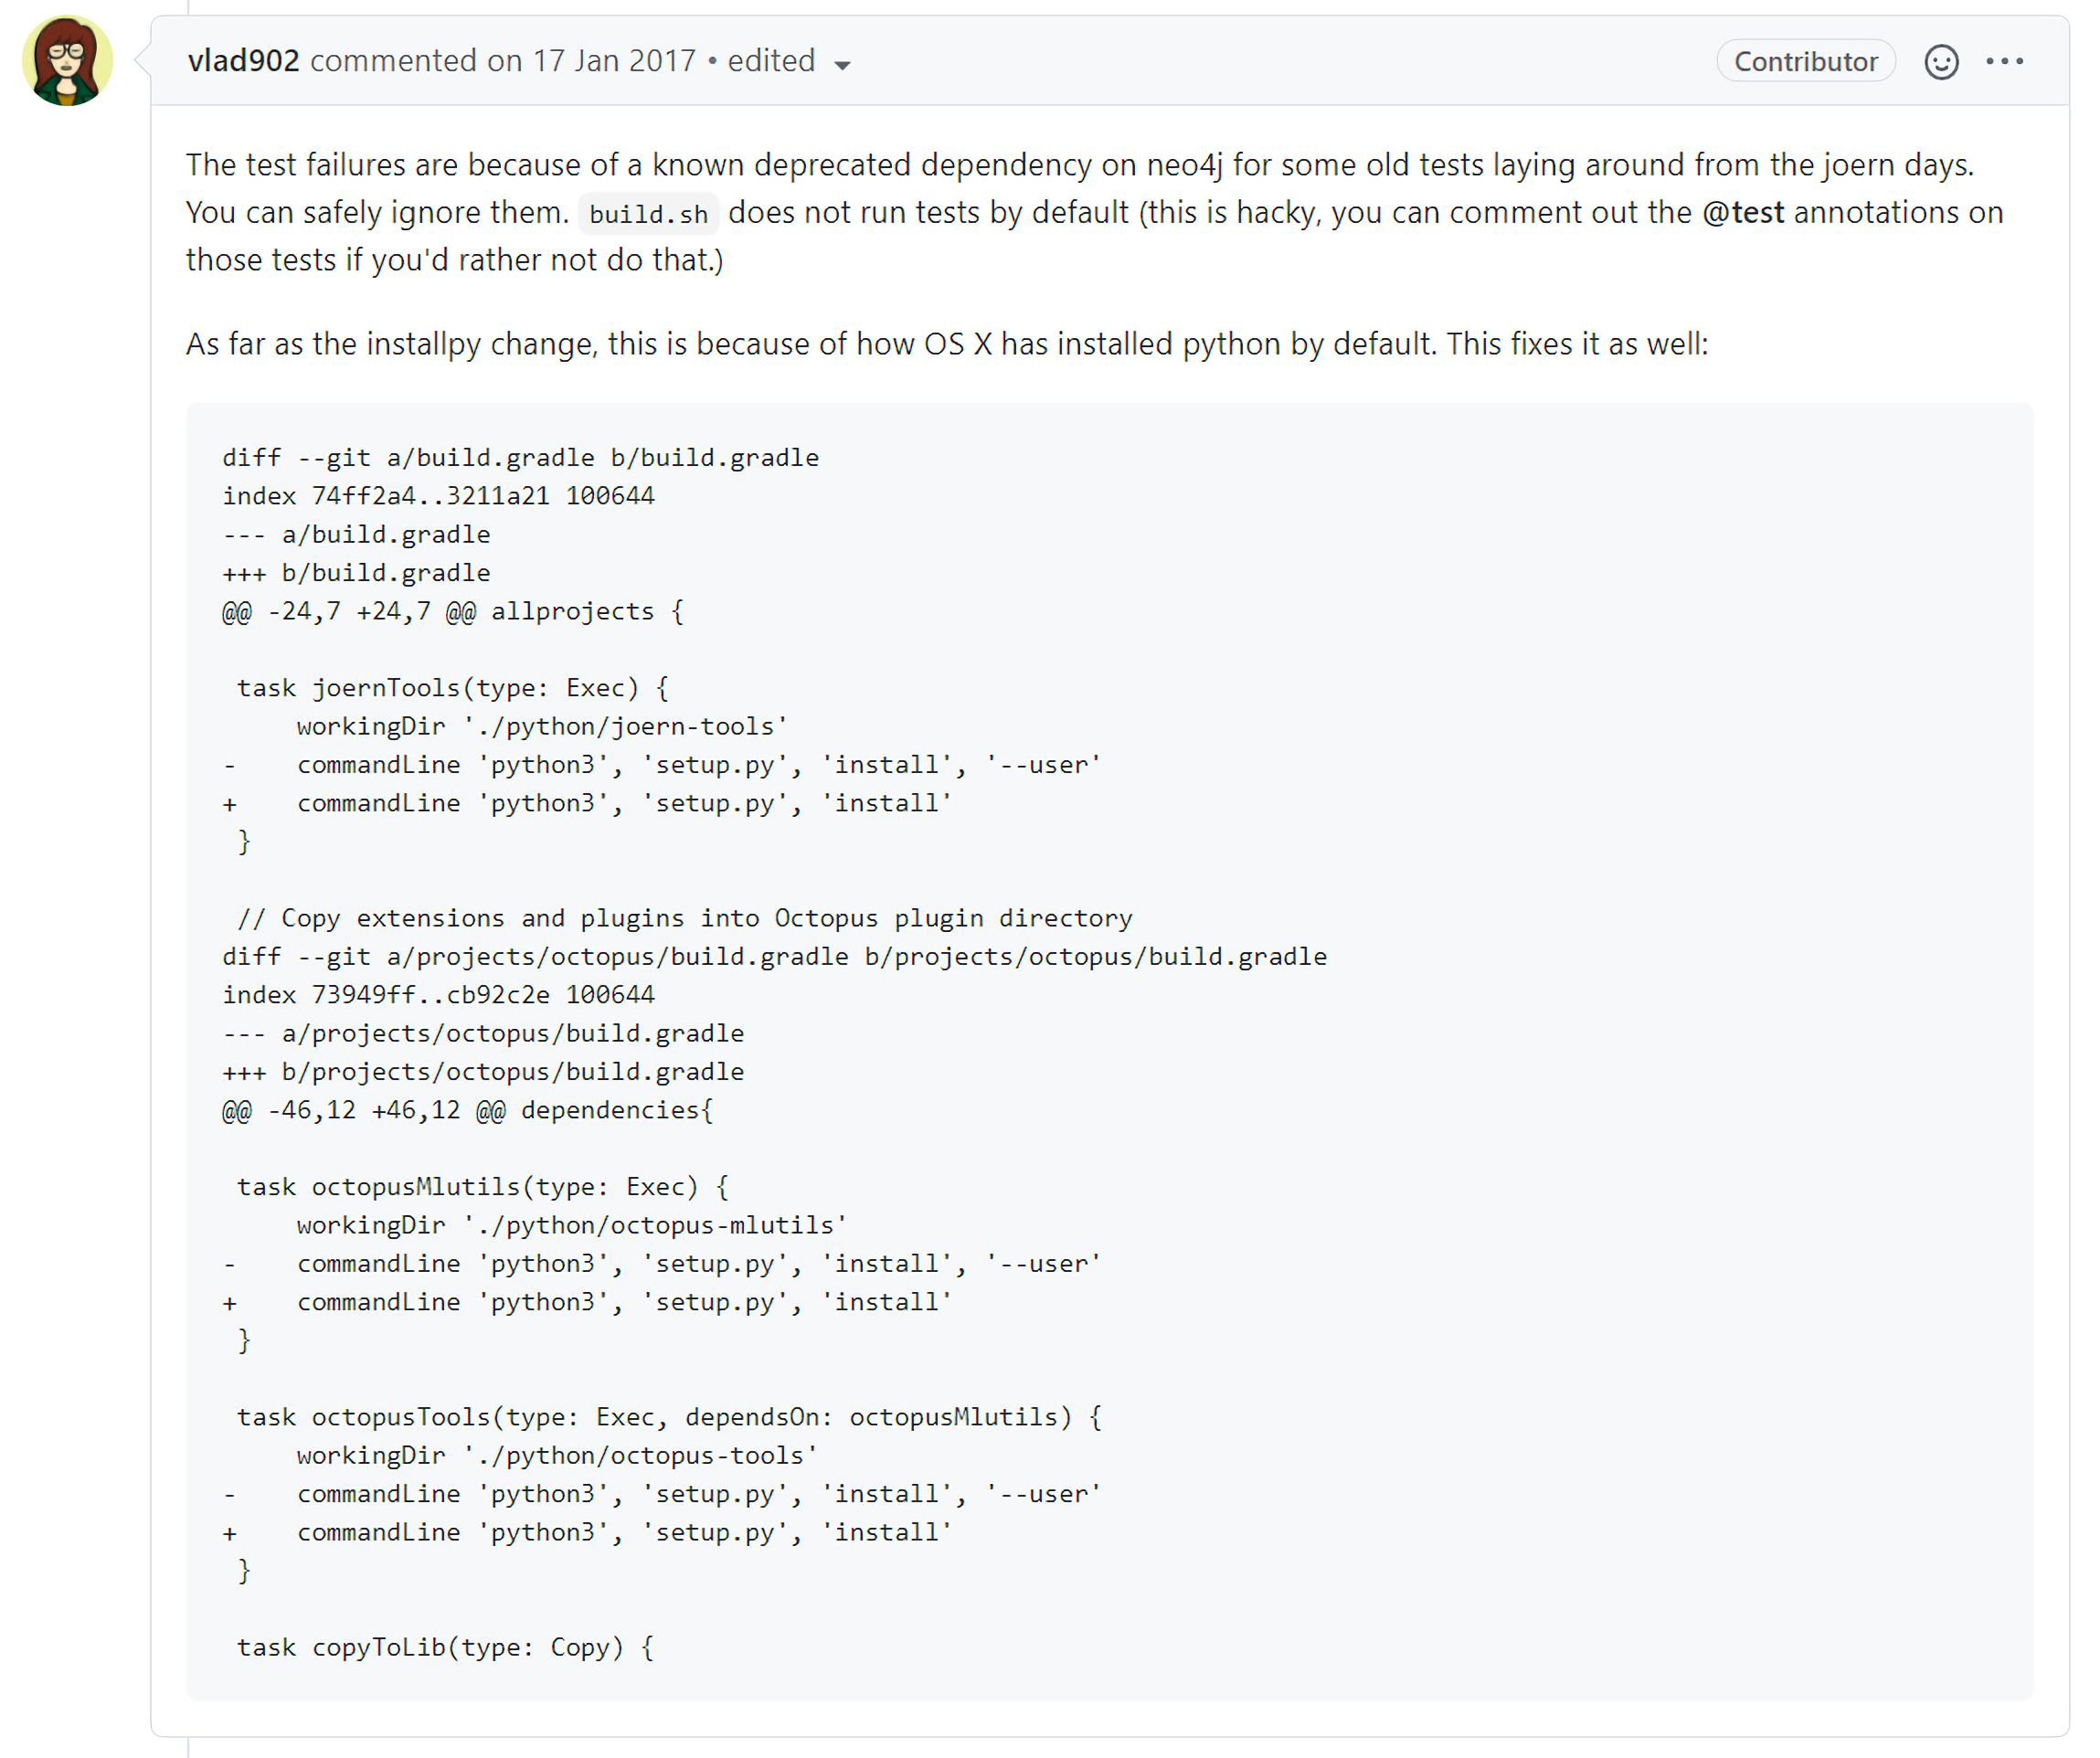 vlad902 commented on 17 Jan 2017 • edited
Contributor
The test failures are because of a known deprecated dependency on neo4j for some old tests laying around from the joern days.
You can safely ignore them. build.sh does not run tests by default (this is hacky, you can comment out the @test annotations on
those tests if you'd rather not do that.)
As far as the installpy change, this is because of how OS X has installed python by default. This fixes it as well:
diff --git a/build.gradle b/build.gradle
index 74ff2a4..3211a21 100644
--- a/build.gradle
+++ b/build.gradle
@@ -24,7 +24,7 @@ allprojects {
 task joernTools(type: Exec) {
     workingDir './python/joern-tools'
-    commandLine 'python3', 'setup.py', 'install', '--user'
+    commandLine 'python3', 'setup.py', 'install'
 }
 // Copy extensions and plugins into Octopus plugin directory
diff --git a/projects/octopus/build.gradle b/projects/octopus/build.gradle
index 73949ff..cb92c2e 100644
--- a/projects/octopus/build.gradle
+++ b/projects/octopus/build.gradle
@@ -46,12 +46,12 @@ dependencies{
 task octopusMlutils(type: Exec) {
     workingDir './python/octopus-mlutils'
-    commandLine 'python3', 'setup.py', 'install', '--user'
+    commandLine 'python3', 'setup.py', 'install'
 }
 task octopusTools(type: Exec, dependsOn: octopusMlutils) {
     workingDir './python/octopus-tools'
-    commandLine 'python3', 'setup.py', 'install', '--user'
+    commandLine 'python3', 'setup.py', 'install'
 }
 task copyToLib(type: Copy) {